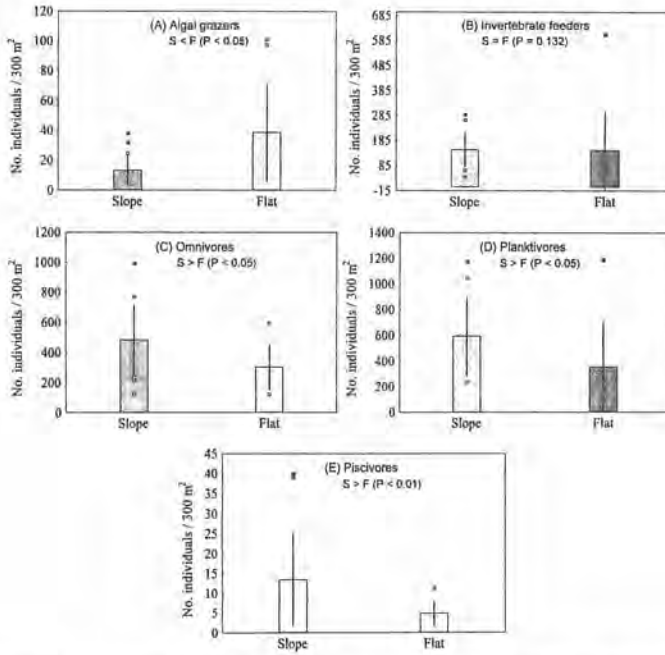 (A) Algal grazers
S < F (P < 0.05)
No. individuals / 300 m²
120
100
80
60
40
20
0
Slope
Flat
(B) Invertebrate feeders
S = F (P = 0.132)
No. individuals / 300 m²
685
585
485
385
285
185
85
-15
Slope
Flat
(C) Omnivores
S > F (P < 0.05)
No. individuals / 300 m²
1200
1000
800
600
400
200
0
Slope
Flat
(D) Planktivores
S > F (P < 0.05)
No. individuals / 300 m²
1400
1200
1000
800
600
400
200
0
Slope
Flat
(E) Piscivores
S > F (P < 0.01)
No. individuals / 300 m²
45
40
35
30
25
20
15
10
5
0
Slope
Flat